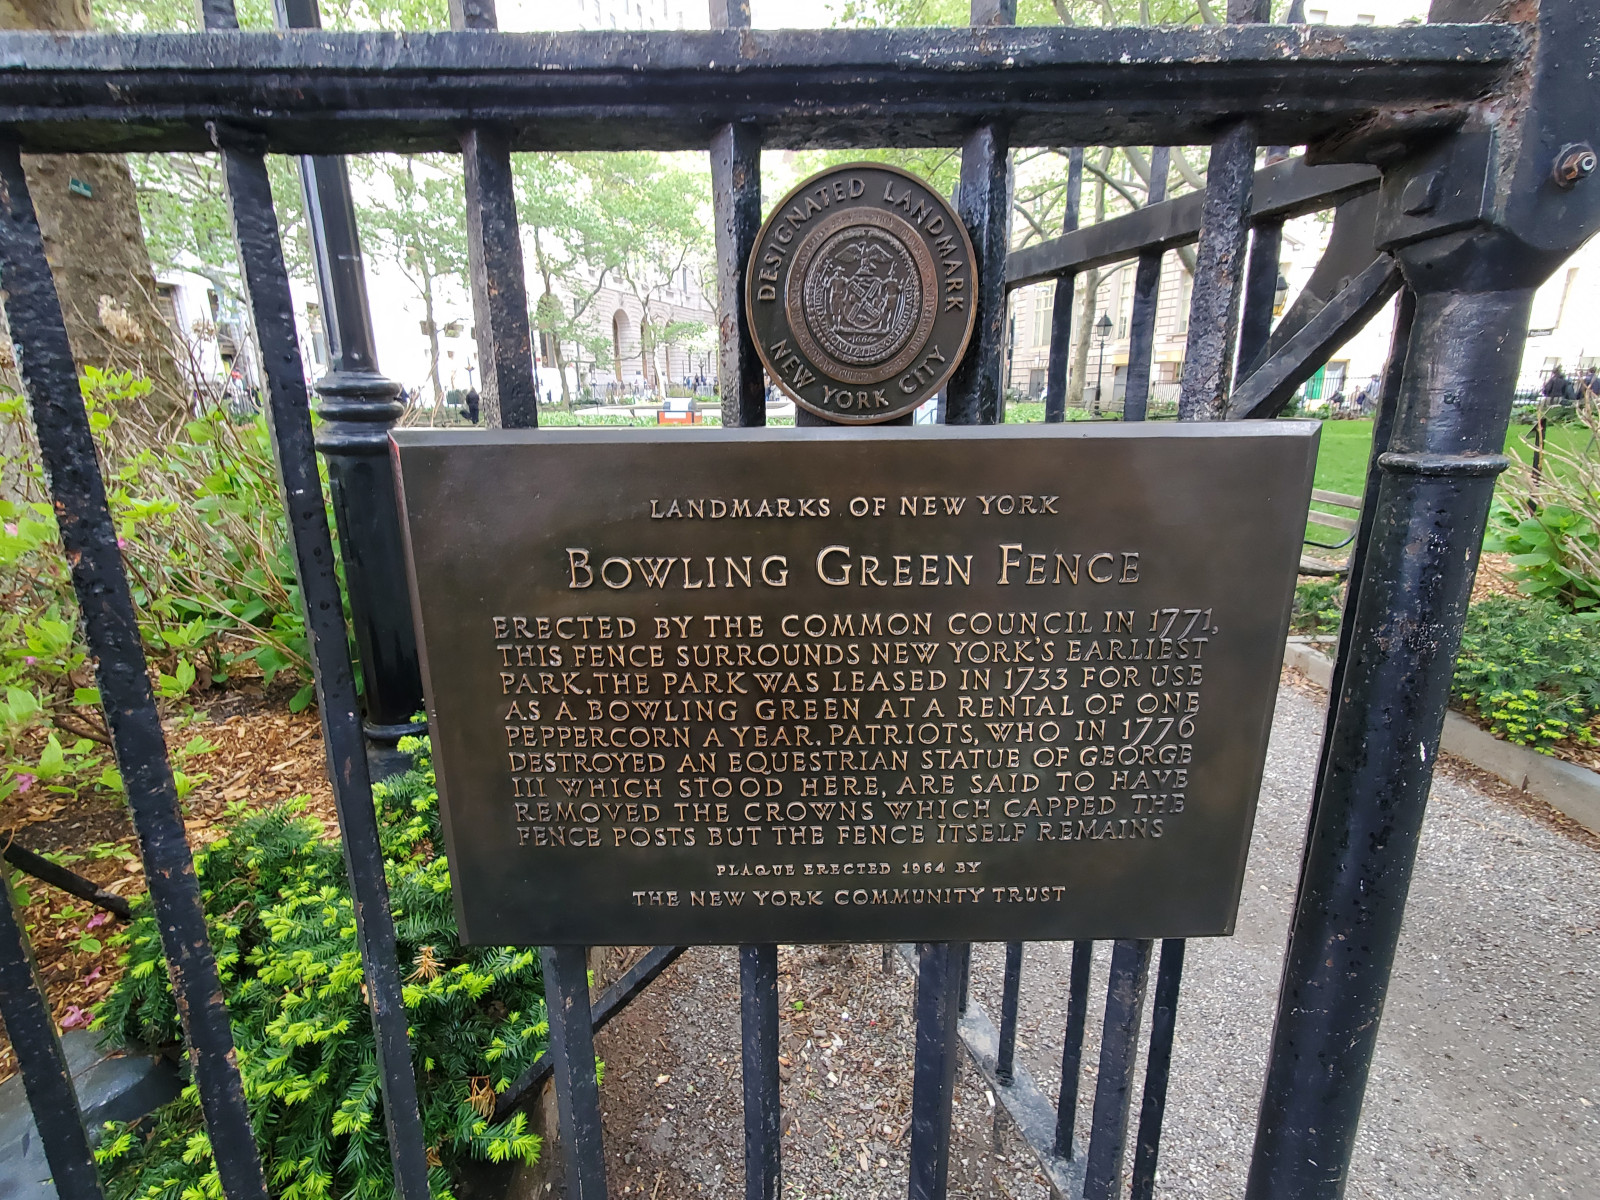 DESIGNATED LANDMARK
NEW YORK CITY
1664
LANDMARKS OF NEW YORK
BOWLING GREEN FENCE
ERECTED BY THE COMMON COUNCIL IN 1771,
THIS FENCE SURROUNDS NEW YORK'S EARLIEST
PARK. THE PARK WAS LEASED IN 1733 FOR USE
AS A BOWLING GREEN AT A RENTAL OF ONE
PEPPERCORN A YEAR. PATRIOTS, WHO IN 1776
DESTROYED AN EQUESTRIAN STATUE OF GEORGE
III WHICH STOOD HERE, ARE SAID TO HAVE
REMOVED THE CROWNS WHICH CAPPED THE
FENCE POSTS BUT THE FENCE ITSELF REMAINS
PLAQUE ERECTED 1964 BY
THE NEW YORK COMMUNITY TRUST